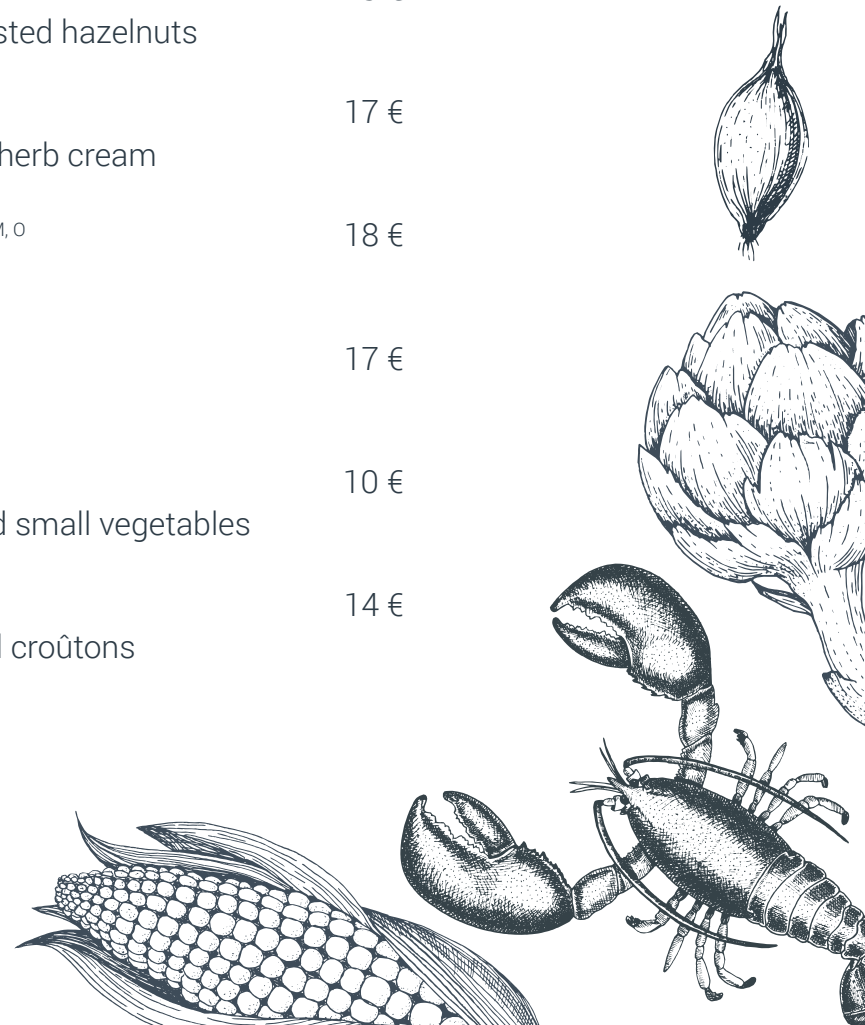 sted hazelnuts
17 €
herb cream
M, O
18 €
17 €
10 €
d small vegetables
14 €
croûtons